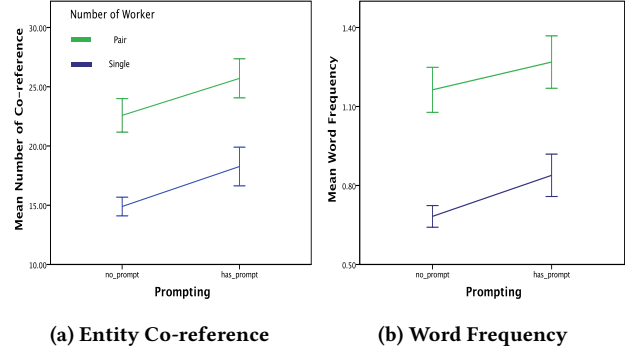 Number of Worker
Pair
Single
Mean Number of Co-reference
30.00
25.00
20.00
15.00
10.00
no_prompt
has_prompt
Prompting
(a) Entity Co-reference
Mean Word Frequency
1.40
1.10
0.80
0.50
no_prompt
has_prompt
Prompting
(b) Word Frequency